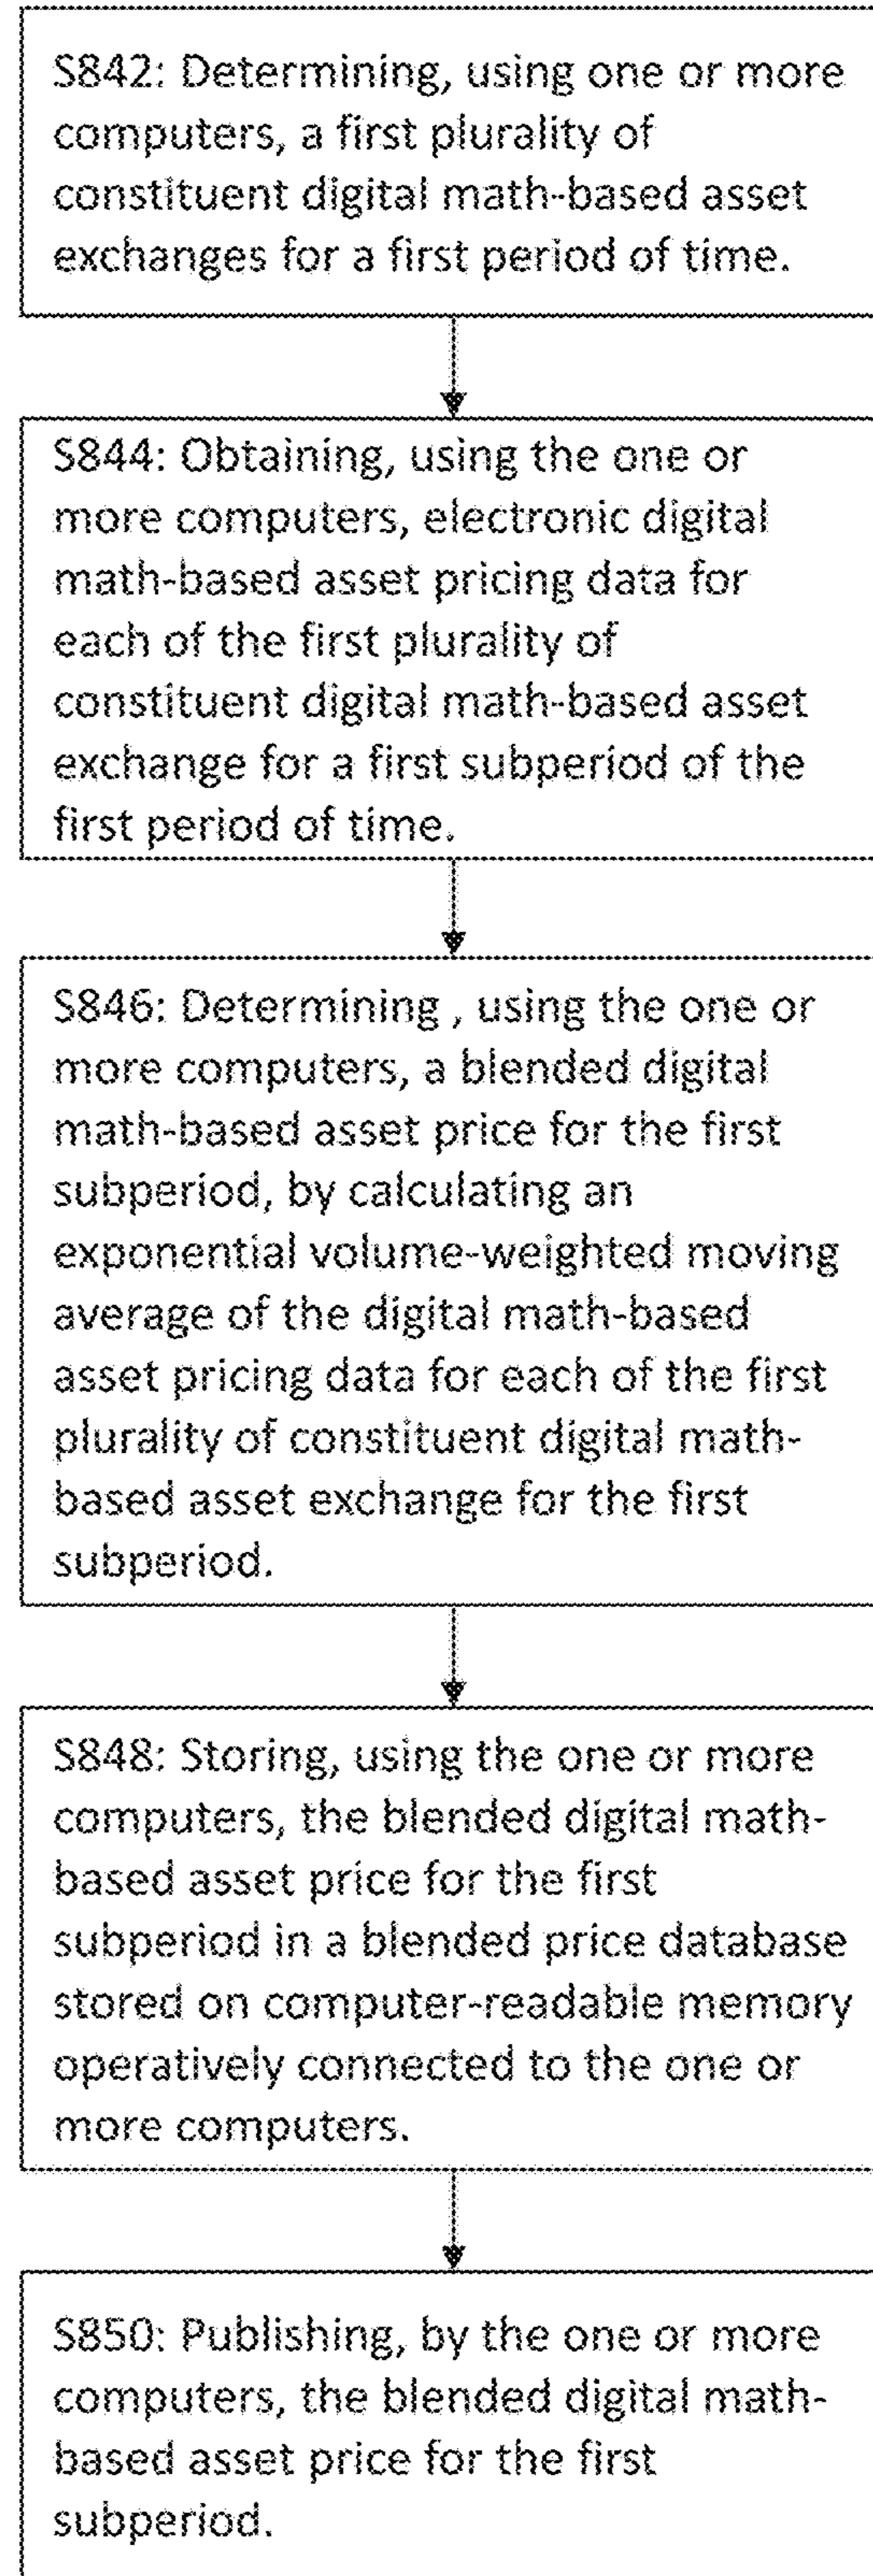 S842: Determining, using one or more
computers, a first plurality of
constituent digital math-based asset
exchanges for a first period of time.
S844: Obtaining, using the one or
more computers, electronic digital
math-based asset pricing data for
each of the first plurality of
constituent digital math-based asset
exchange for a first subperiod of the
first period of time.
S846: Determining , using the one or
more computers, a blended digital
math-based asset price for the first
subperiod, by calculating an
exponential volume-weighted moving
average of the digital math-based
asset pricing data for each of the first
plurality of constituent digital math-
based asset exchange for the first
subperiod.
S848: Storing, using the one or more
computers, the blended digital math-
based asset price for the first
subperiod in a blended price database
stored on computer-readable memory
operatively connected to the one or
more computers.
S850: Publishing, by the one or more
computers, the blended digital math-
based asset price for the first
subperiod.